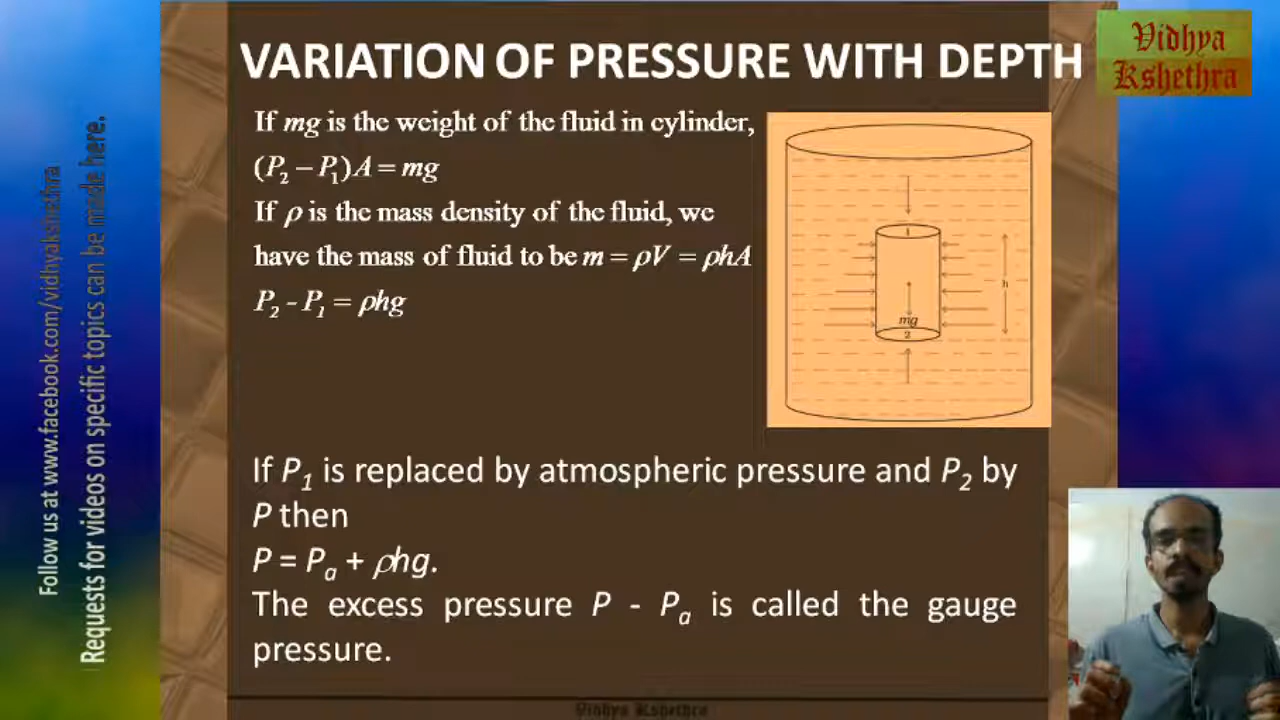 VARIATION OF PRESSURE WITH DEPTH
Vidhya
Kshethra
If mg is the weight of the fluid in cylinder,
(P₂ − P₁) A = mg
If ρ is the mass density of the fluid, we
have the mass of fluid to be m = ρV = ρhA
P₂ - P₁ = ρhg
1
h
mg
2
If P₁ is replaced by atmospheric pressure and P₂ by
P then
P = Pₐ + ρhg.
The excess pressure P - Pₐ is called the gauge
pressure.
Follow us at www.facebook.com/vidhyakshethra
Requests for videos on specific topics can be made here.
Vidhya Kshethra